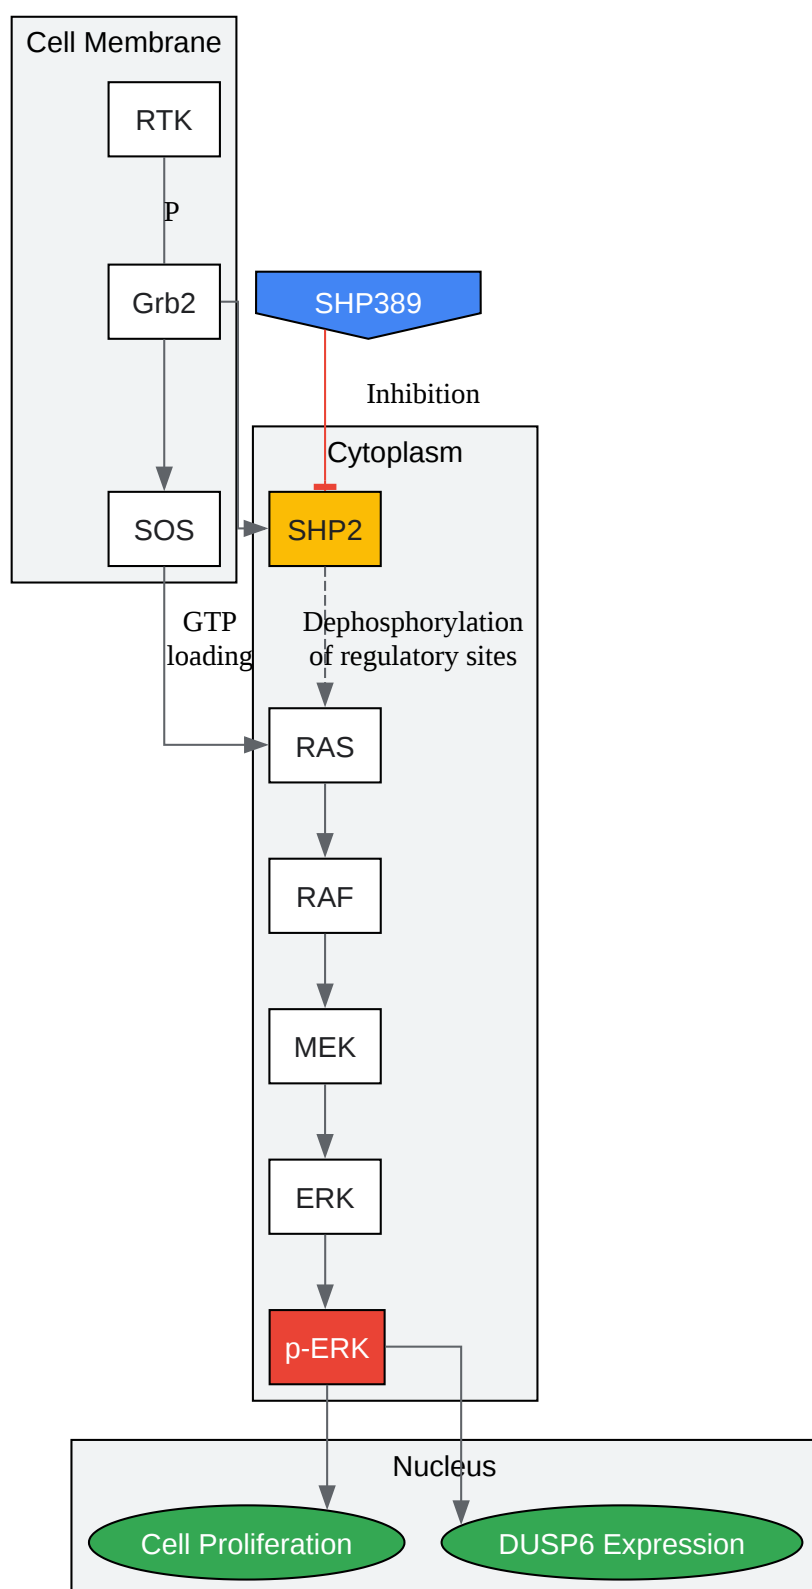 Cell Membrane
RTK
P
Grb2
SHP389
Inhibition
Cytoplasm
SOS
SHP2
GTP
loading
Dephosphorylation
of regulatory sites
RAS
RAF
MEK
ERK
p-ERK
Nucleus
Cell Proliferation
DUSP6 Expression